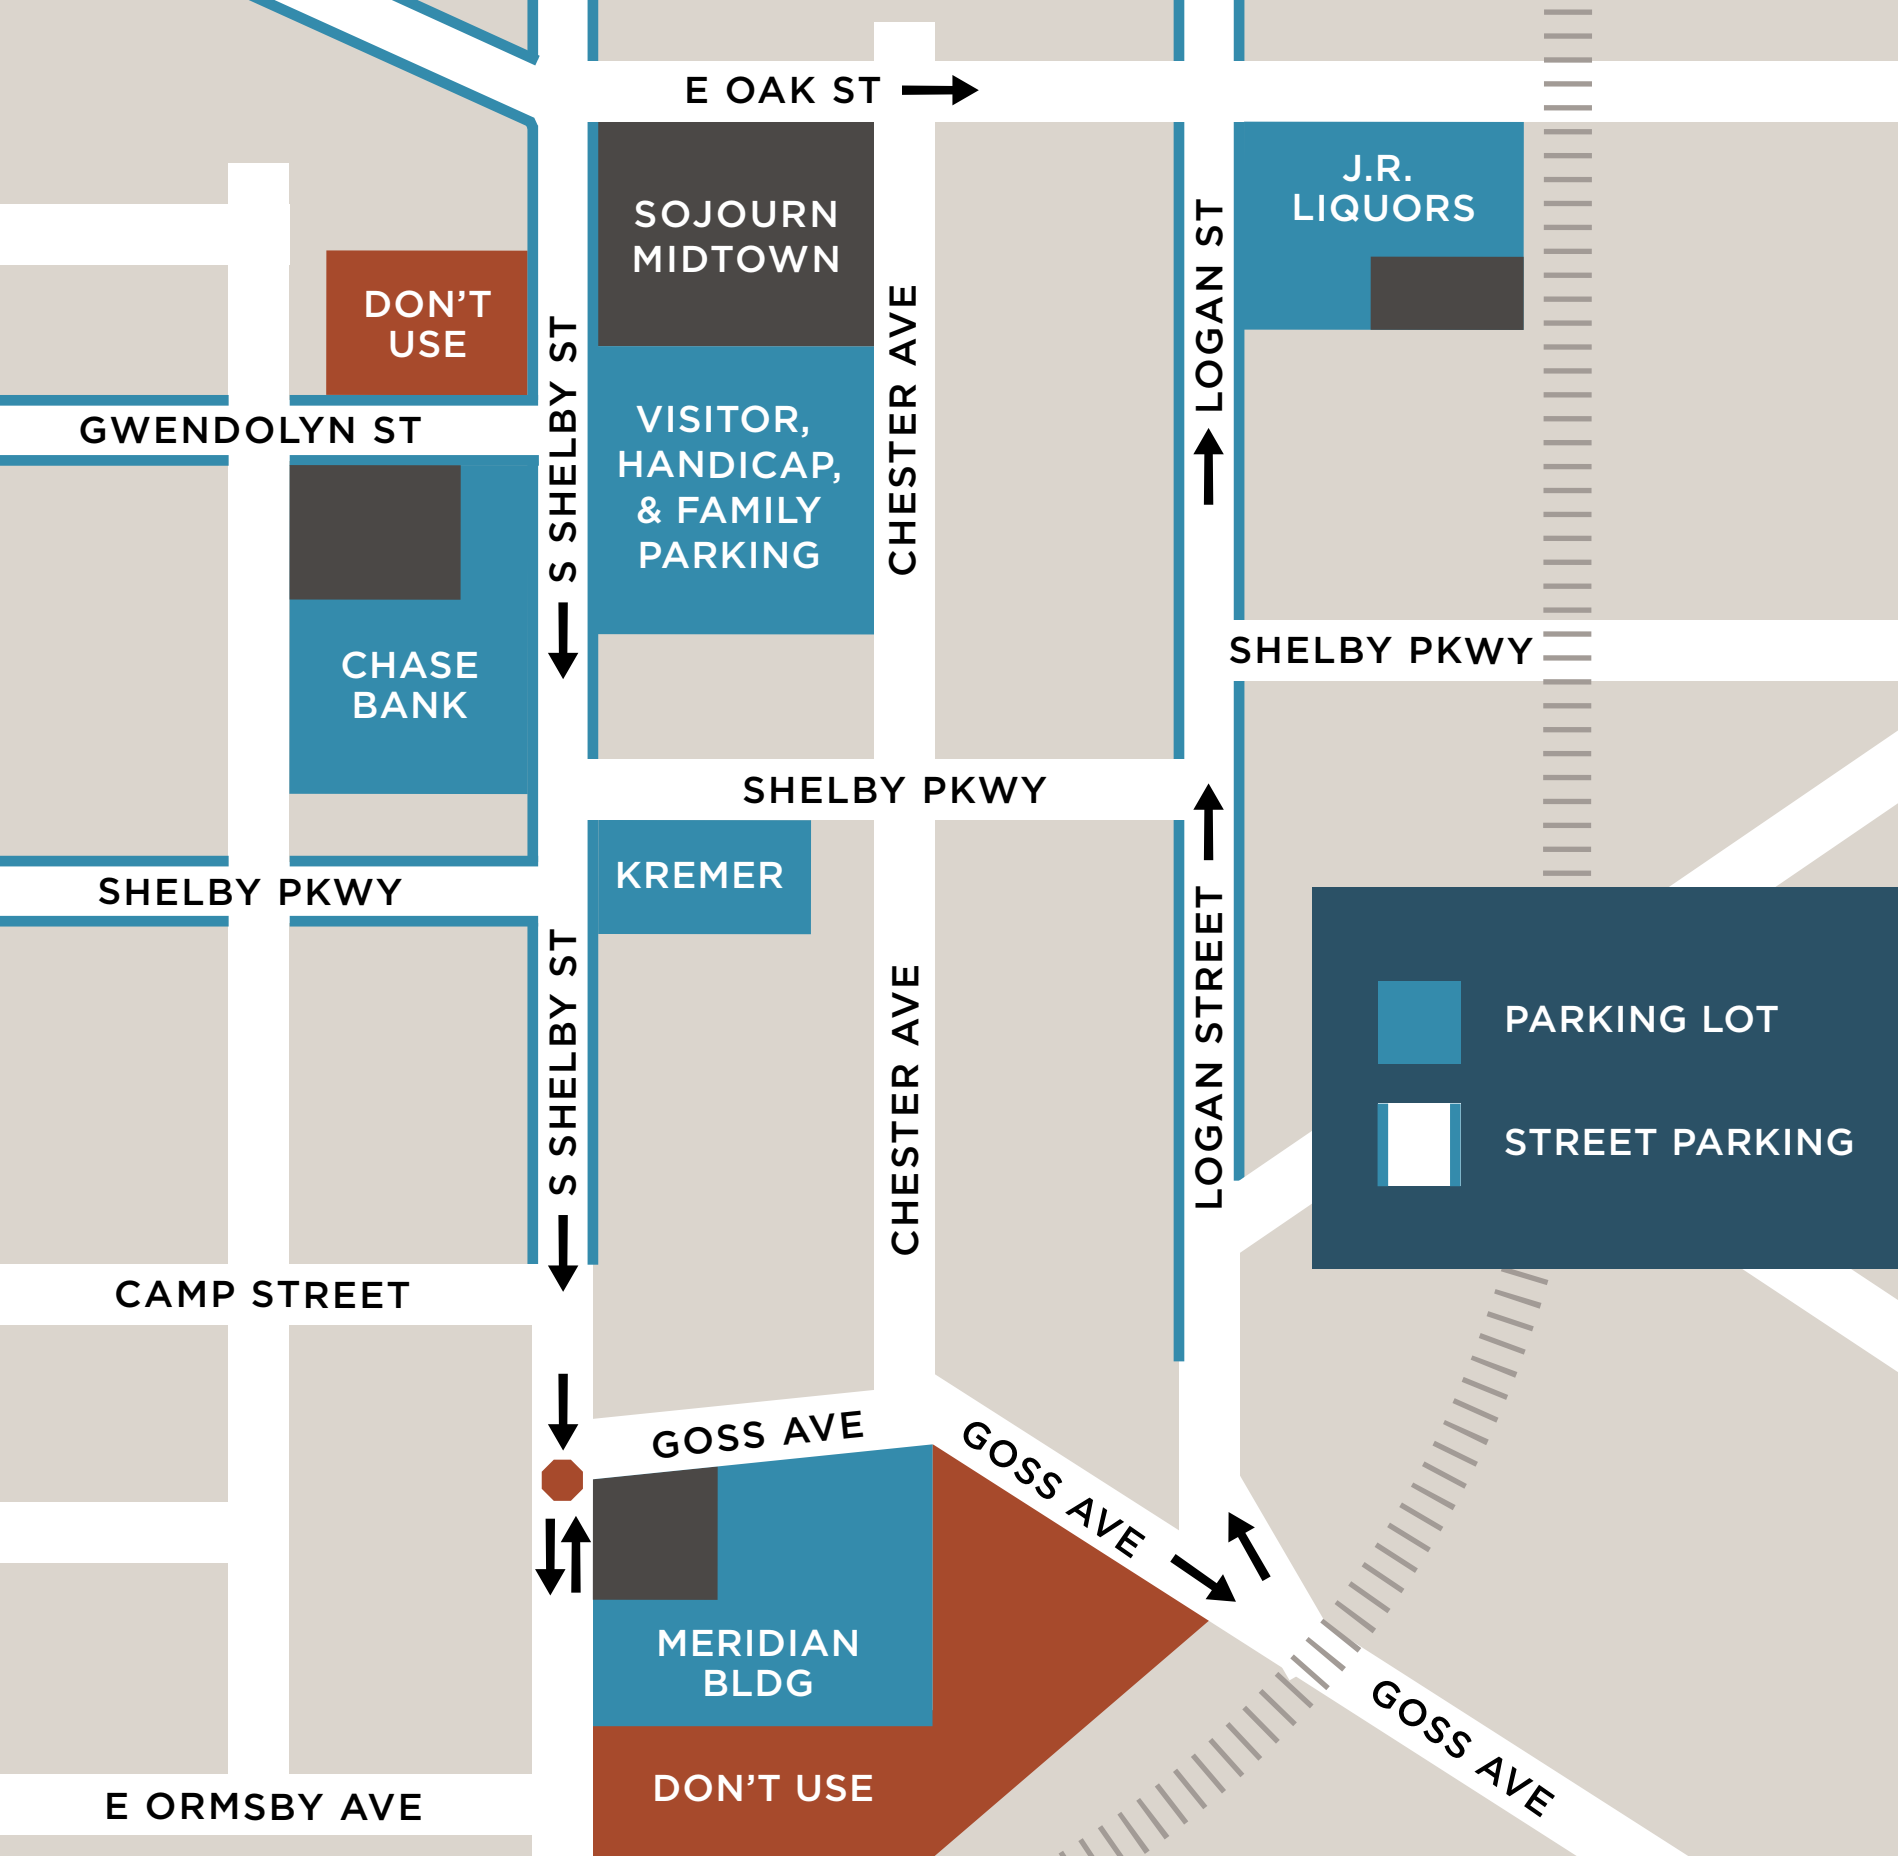 E OAK ST
J.R.
LIQUORS
SOJOURN
MIDTOWN
LOGAN ST
DON'T
USE
CHESTER AVE
S SHELBY ST
GWENDOLYN ST
VISITOR,
HANDICAP,
& FAMILY
PARKING
CHASE
BANK
SHELBY PKWY
SHELBY PKWY
KREMER
SHELBY PKWY
S SHELBY ST
CHESTER AVE
LOGAN STREET
PARKING LOT
STREET PARKING
CAMP STREET
GOSS AVE
GOSS AVE
MERIDIAN
BLDG
GOSS AVE
DON'T USE
E ORMSBY AVE